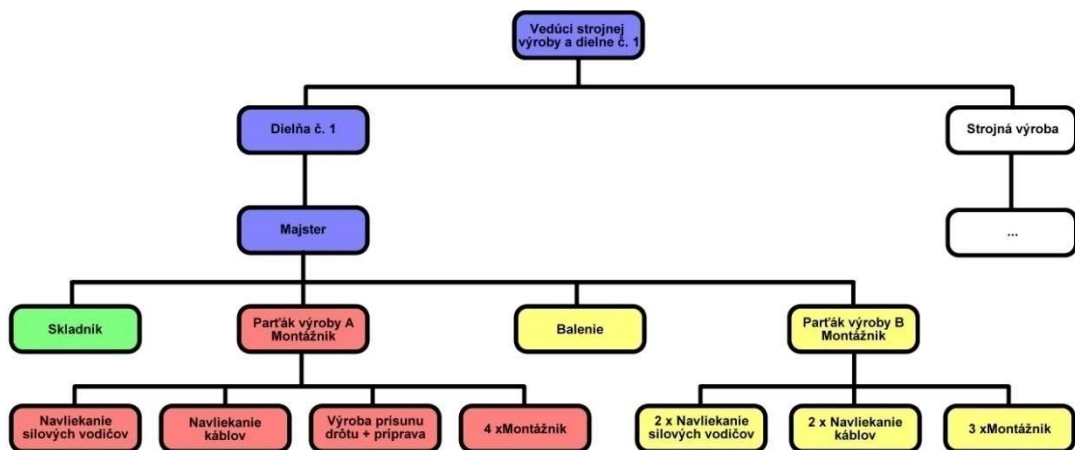 Vedúci strojnej
výroby a dielne č. 1
Dielňa č. 1
Strojná výroba
Majster
...
Skladník
Parťák výroby A
Montážnik
Balenie
Parťák výroby B
Montážnik
Navliekanie
silových vodičov
Navliekanie
káblov
Výroba prísunu
drôtu + príprava
4 xMontážnik
2 x Navliekanie
silových vodičov
2 x Navliekanie
káblov
3 xMontážnik